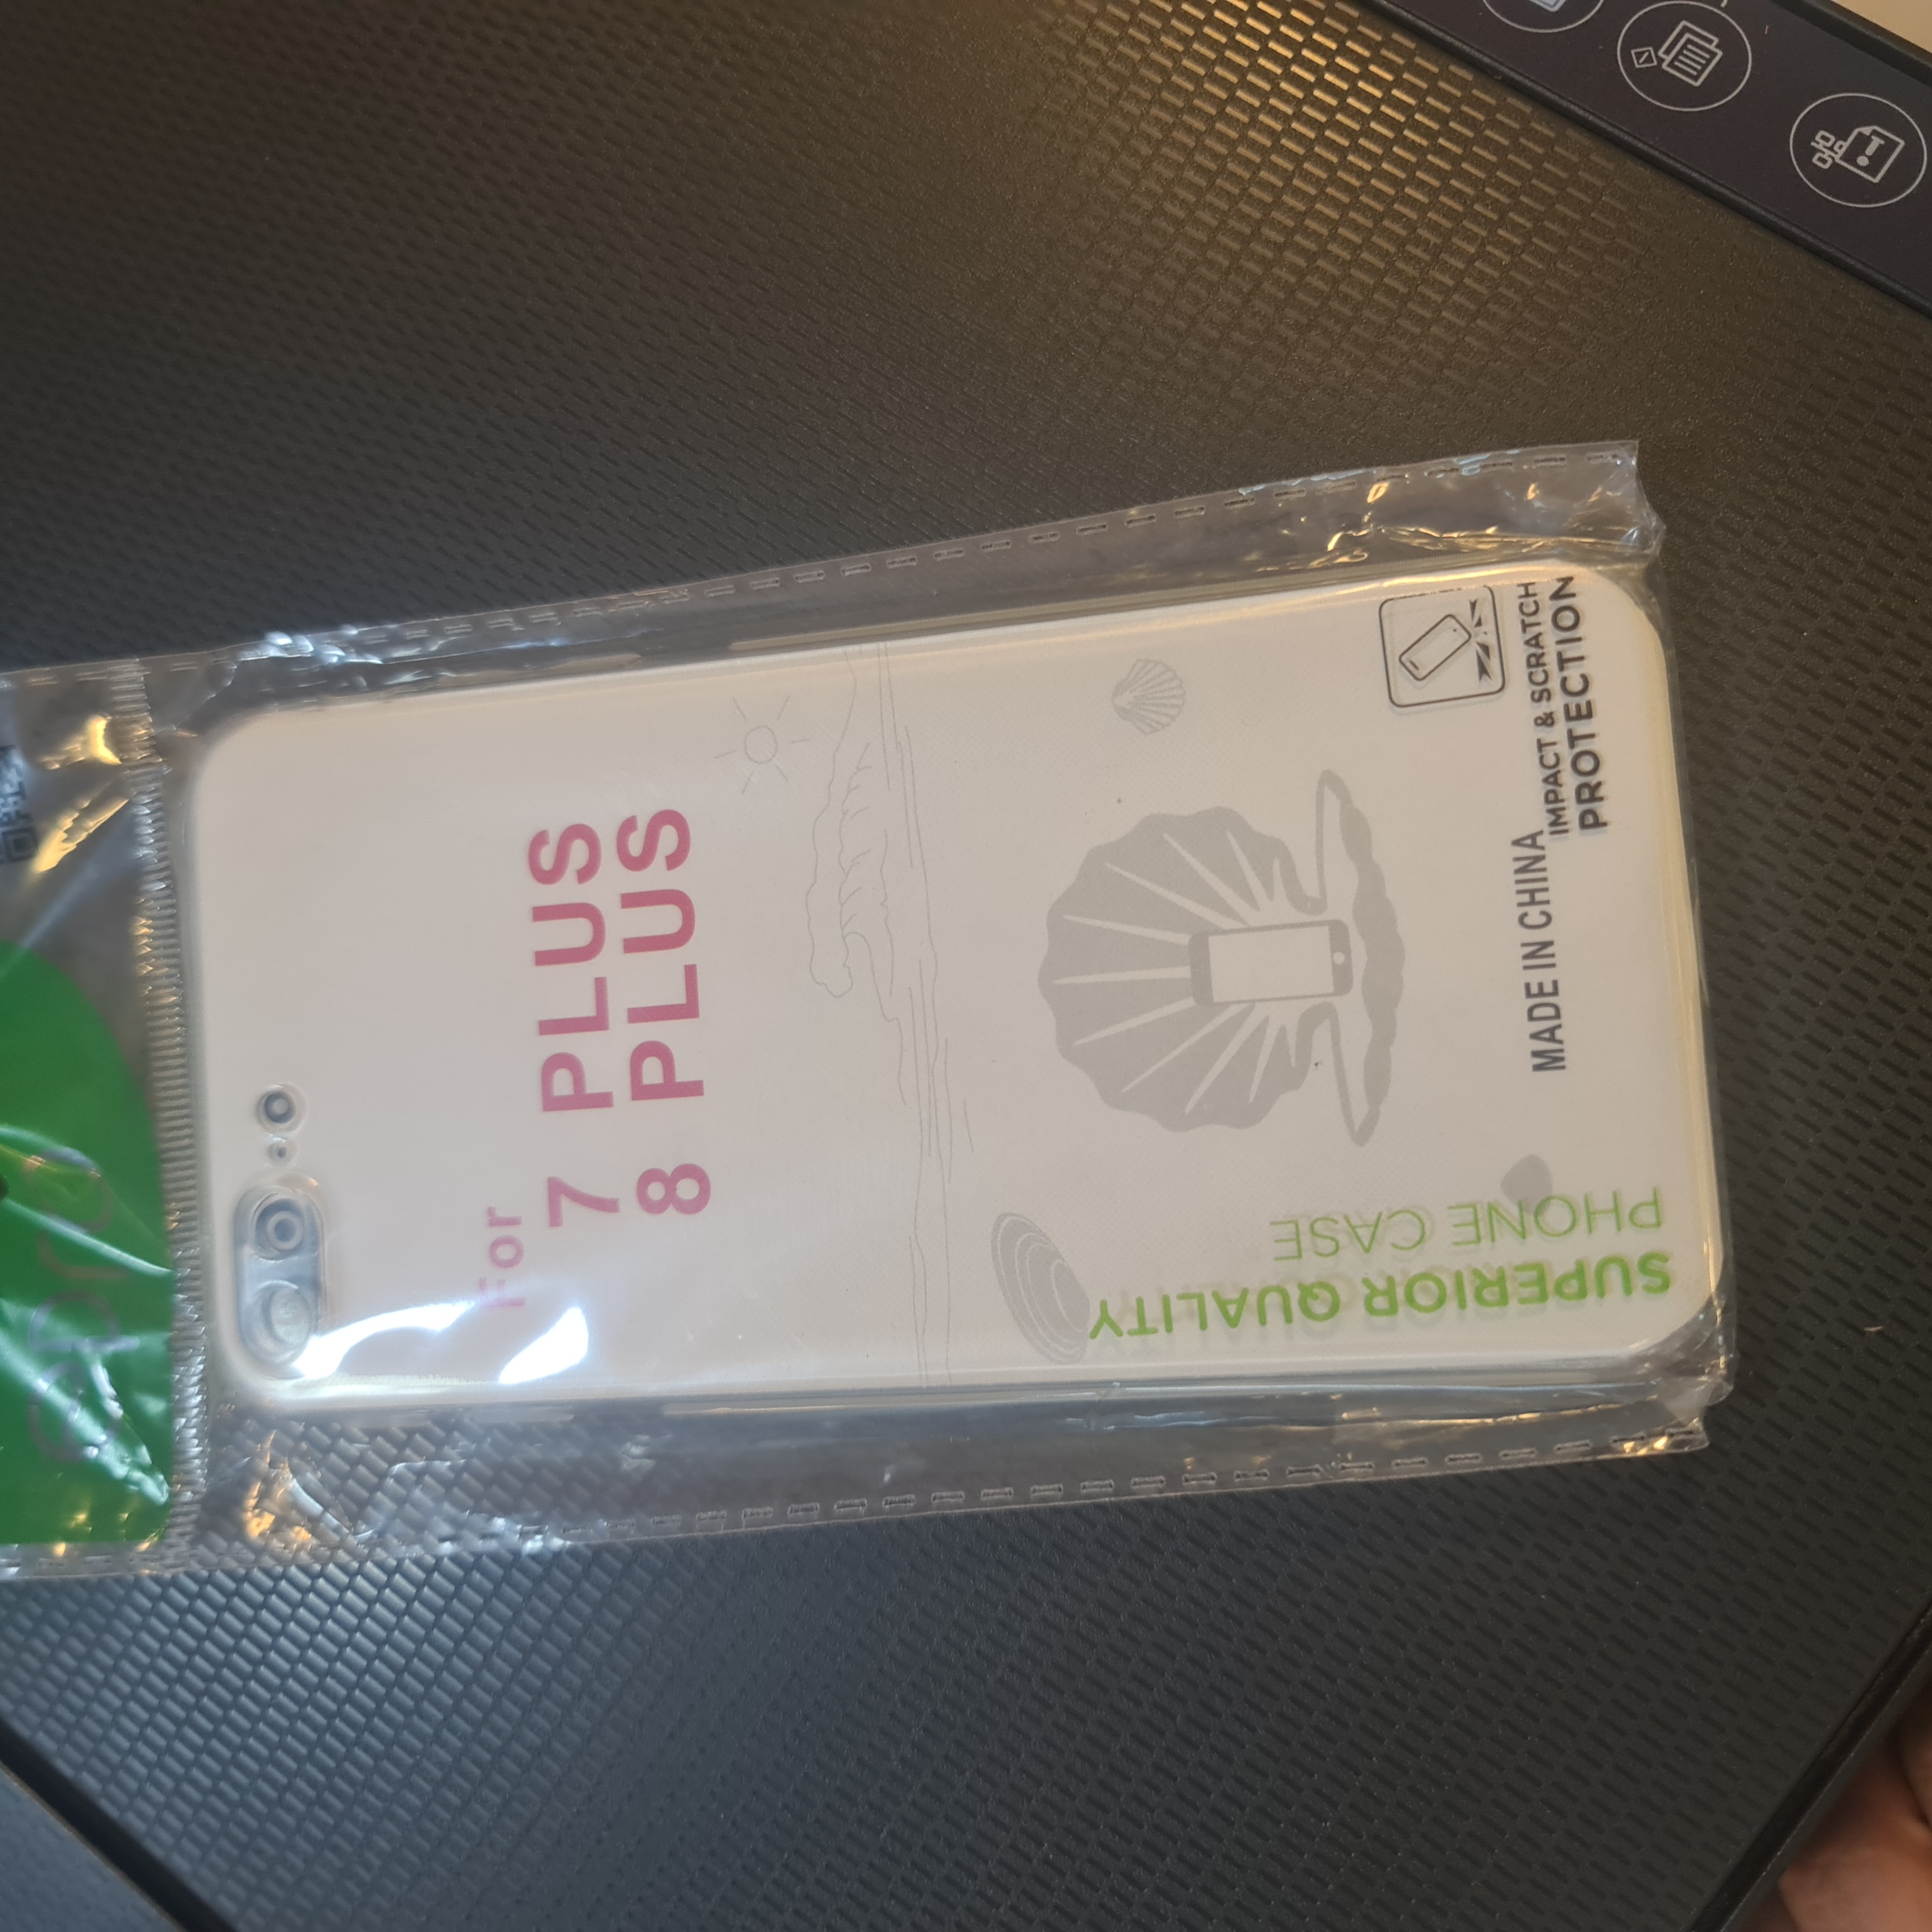 For
7 PLUS
8 PLUS
MADE IN CHINA
IMPACT & SCRATCH
PROTECTION
SUPERIOR QUALITY
PHONE CASE